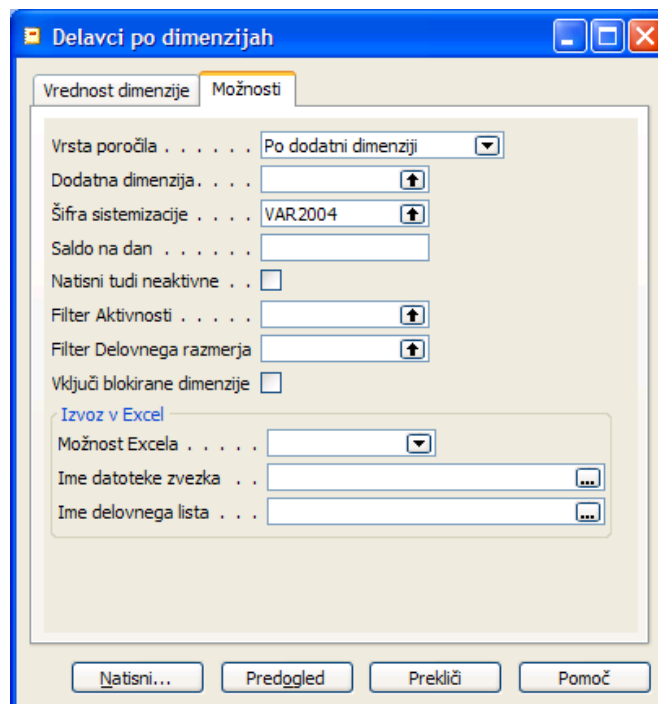 Delavci po dimenzijah
Vrednost dimenzije Možnosti
Vrsta poročila . . . . . . Po dodatni dimenziji
Dodatna dimenzija. . . .
Šifra sistemizacije . . . . VAR2004
Saldo na dan . . . . . .
Natisni tudi neaktivne . .
Filter Aktivnosti . . . . .
Filter Delovnega razmerja
Vključi blokirane dimenzije
Izvoz v Excel
Možnost Excela . . . . .
Ime datoteke zvezka . . ...
Ime delovnega lista . . . ...
Natisni... Predogled Prekliči Pomoč